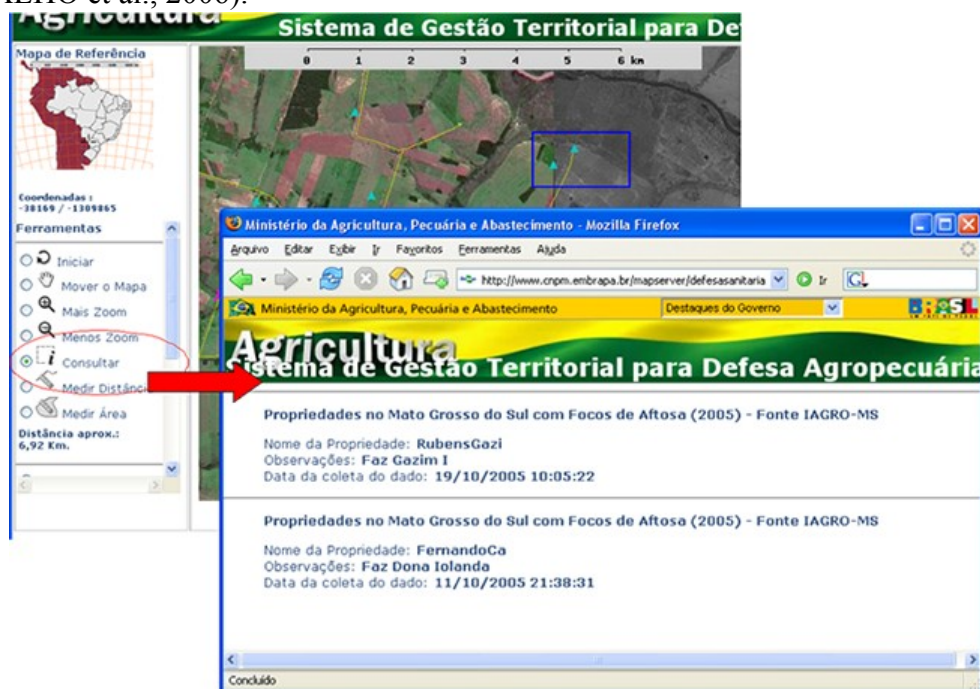 et al., 2006).
Agricultura
Sistema de Gestão Territorial para De
Mapa de Referência
0 1 2 3 4 5 6 km
Coordenadas :
-38169 / -1309865
Ferramentas
Iniciar
Mover o Mapa
Mais Zoom
Menos Zoom
Consultar
Medir Distância
Medir Área
Distância aprox.:
6,92 Km.
Ministério da Agricultura, Pecuária e Abastecimento - Mozilla Firefox
Arquivo Editar Exibir Ir Favoritos Ferramentas Ajuda
http://www.cnpm.embrapa.br/mapserver/defesasanitaria Ir
Ministério da Agricultura, Pecuária e Abastecimento Destaques do Governo BRASIL
Agricultura
Sistema de Gestão Territorial para Defesa Agropecuária
Propriedades no Mato Grosso do Sul com Focos de Aftosa (2005) - Fonte IAGRO-MS
Nome da Propriedade: RubensGazi
Observações: Faz Gazim I
Data da coleta do dado: 19/10/2005 10:05:22
Propriedades no Mato Grosso do Sul com Focos de Aftosa (2005) - Fonte IAGRO-MS
Nome da Propriedade: FernandoCa
Observações: Faz Dona Iolanda
Data da coleta do dado: 11/10/2005 21:38:31
Concluído